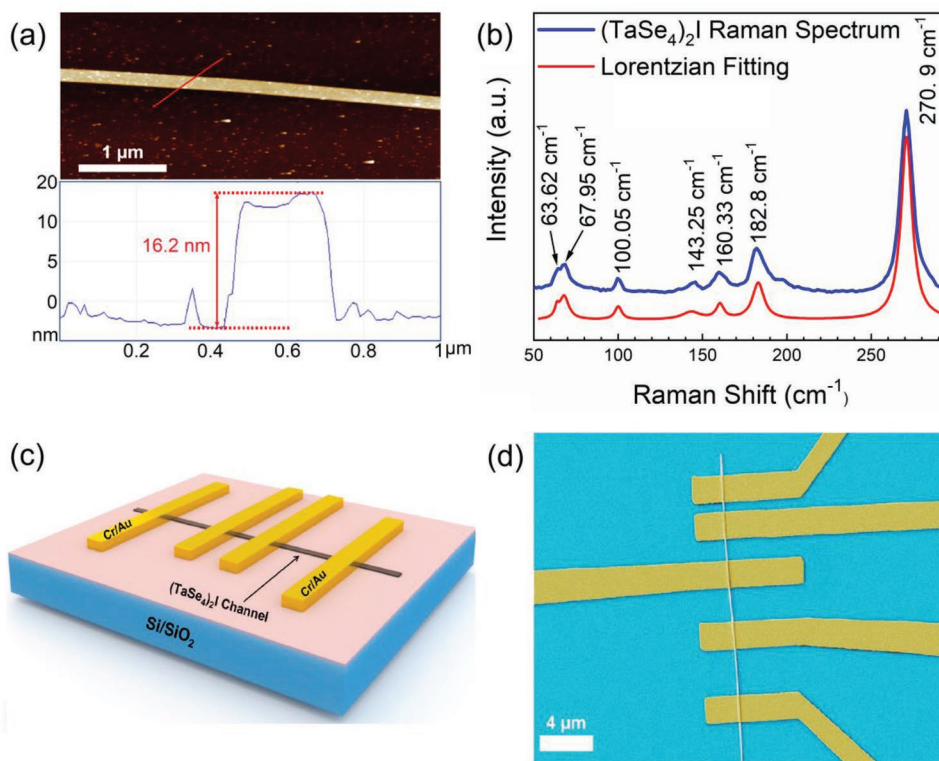 (a)
1 µm
20
10
5
0
nm
16.2 nm
0.2
0.4
0.6
0.8
1µm
(b)
Intensity (a.u.)
(TaSe₄)₂I Raman Spectrum
Lorentzian Fitting
63.62 cm⁻¹
67.95 cm⁻¹
100.05 cm⁻¹
143.25 cm⁻¹
160.33 cm⁻¹
182.8 cm⁻¹
270. 9 cm⁻¹
50
100
150
200
250
Raman Shift (cm⁻¹)
(c)
Cr/Au
Cr/Au
(TaSe₄)₂I Channel
Si/SiO₂
(d)
4 µm